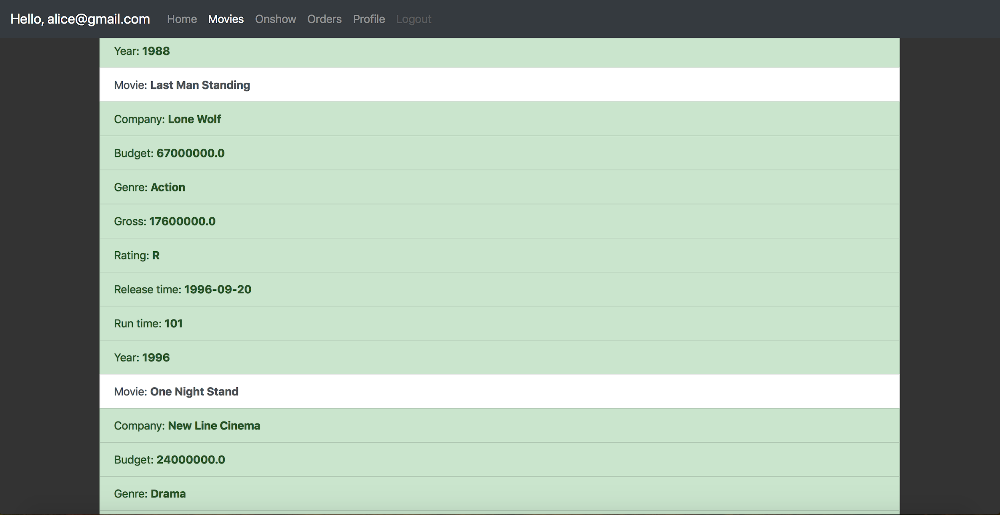 Hello, alice@gmail.com Home Movies Onshow Orders Profile Logout
Year: 1988
Movie: Last Man Standing
Company: Lone Wolf
Budget: 67000000.0
Genre: Action
Gross: 17600000.0
Rating: R
Release time: 1996-09-20
Run time: 101
Year: 1996
Movie: One Night Stand
Company: New Line Cinema
Budget: 24000000.0
Genre: Drama